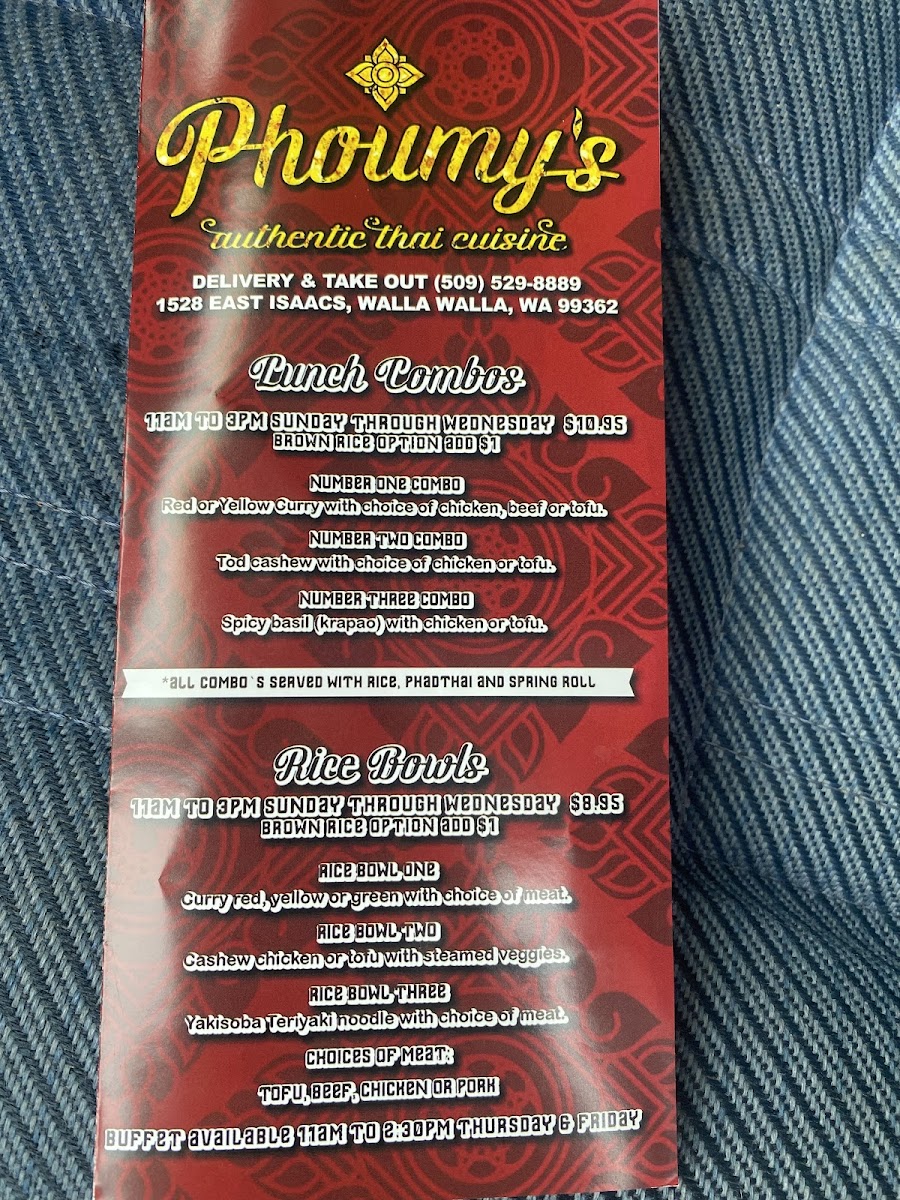 Phoumy's
authentic thai cuisine
DELIVERY & TAKE OUT (509) 529-8889
1528 EAST ISAACS, WALLA WALLA, WA 99362
Lunch Combos
11AM TO 3PM SUNDAY THROUGH WEDNESDAY $10.95
BROWN RICE OPTION ADD $1
NUMBER ONE COMBO
Red or Yellow Curry with choice of chicken, beef or tofu.
NUMBER TWO COMBO
Tod cashew with choice of chicken or tofu.
NUMBER THREE COMBO
Spicy basil (krapao) with chicken or tofu.
*ALL COMBO`S SERVED WITH RICE, PHADTHAI AND SPRING ROLL
Rice Bowls
11AM TO 3PM SUNDAY THROUGH WEDNESDAY $8.95
BROWN RICE OPTION ADD $1
RICE BOWL ONE
Curry red, yellow or green with choice of meat.
RICE BOWL TWO
Cashew chicken or tofu with steamed veggies.
RICE BOWL THREE
Yakisoba Teriyaki noodle with choice of meat.
CHOICES OF MEAT:
TOFU, BEEF, CHICKEN OR PORK
BUFFET AVAILABLE 11AM TO 2:30PM THURSDAY & FRIDAY